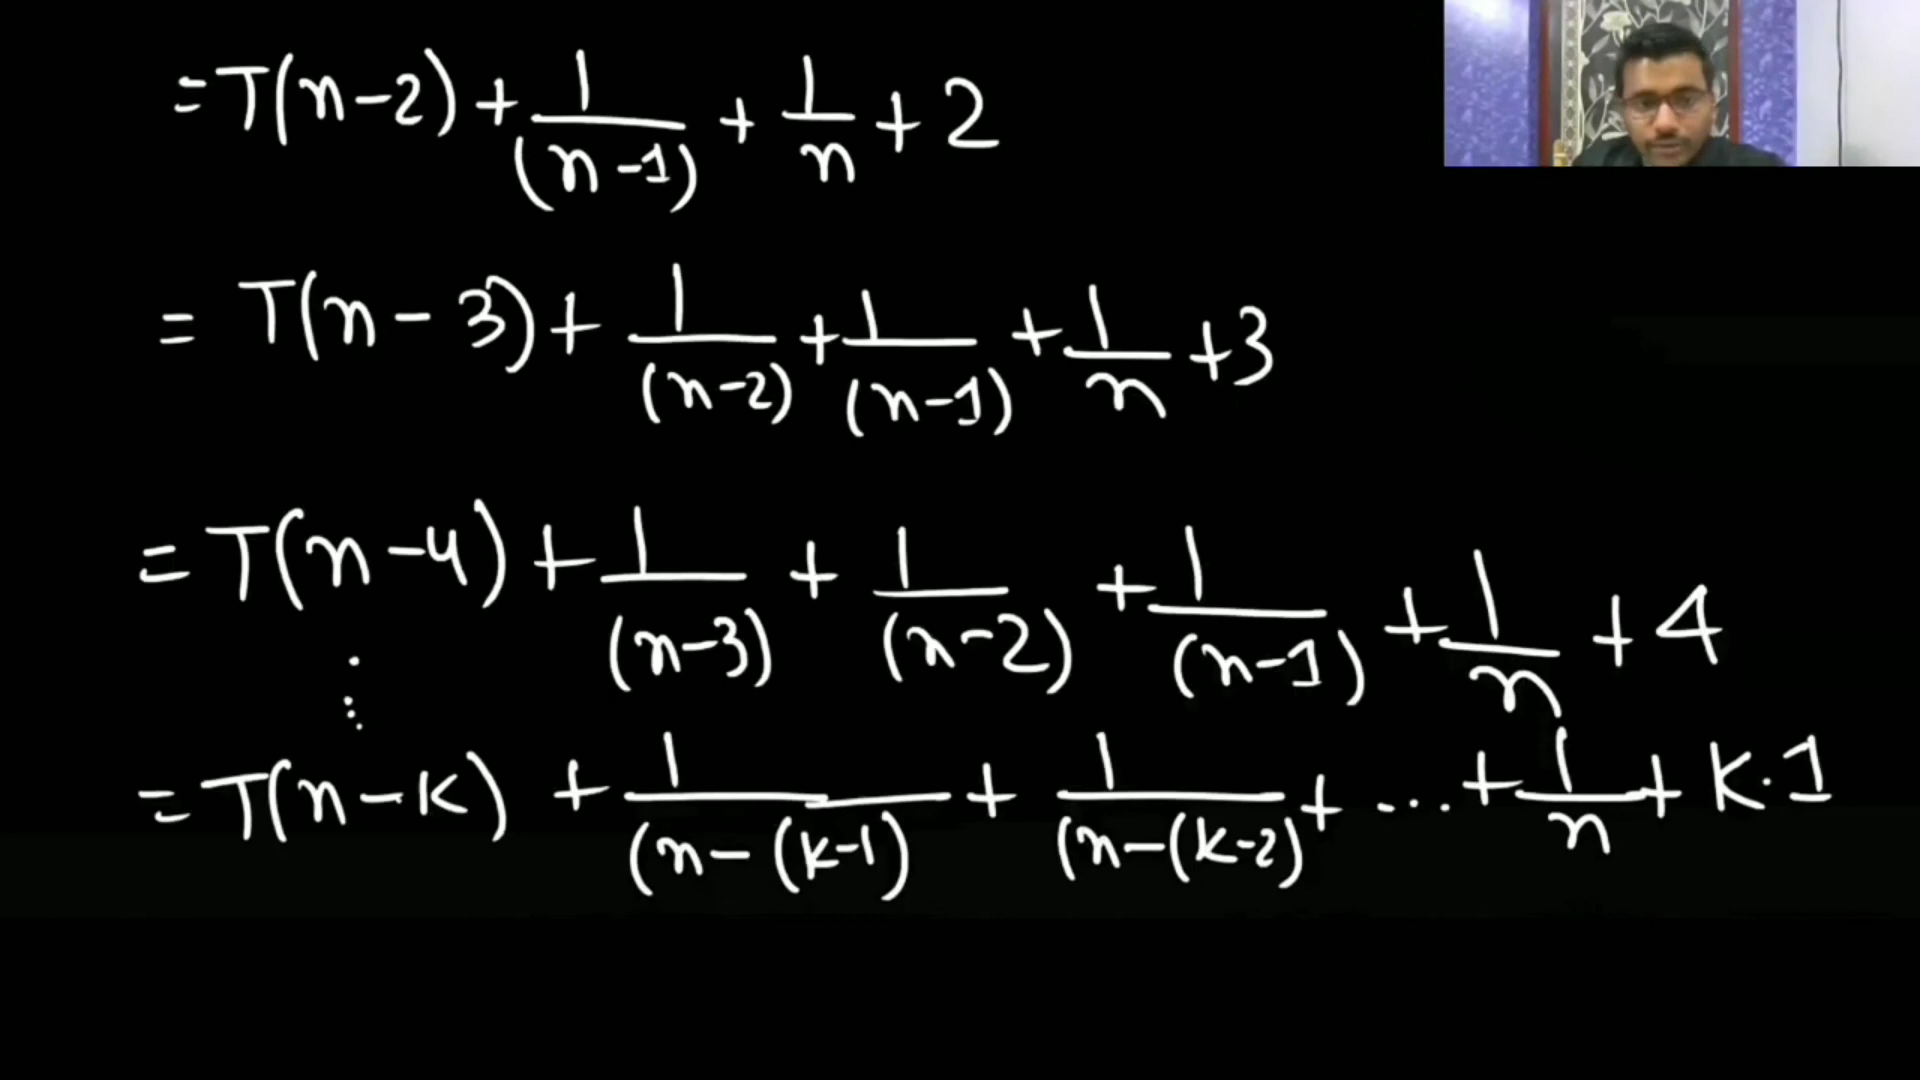 =T(n-2)+1/(n-1)+1/n+2
=T(n-3)+1/(n-2)+1/(n-1)+1/n+3
=T(n-4)+1/(n-3)+1/(n-2)+1/(n-1)+1/n+4
⋮
=T(n-k)+1/(n-(k-1)+1/(n-(k-2)+...+1/n+k·1